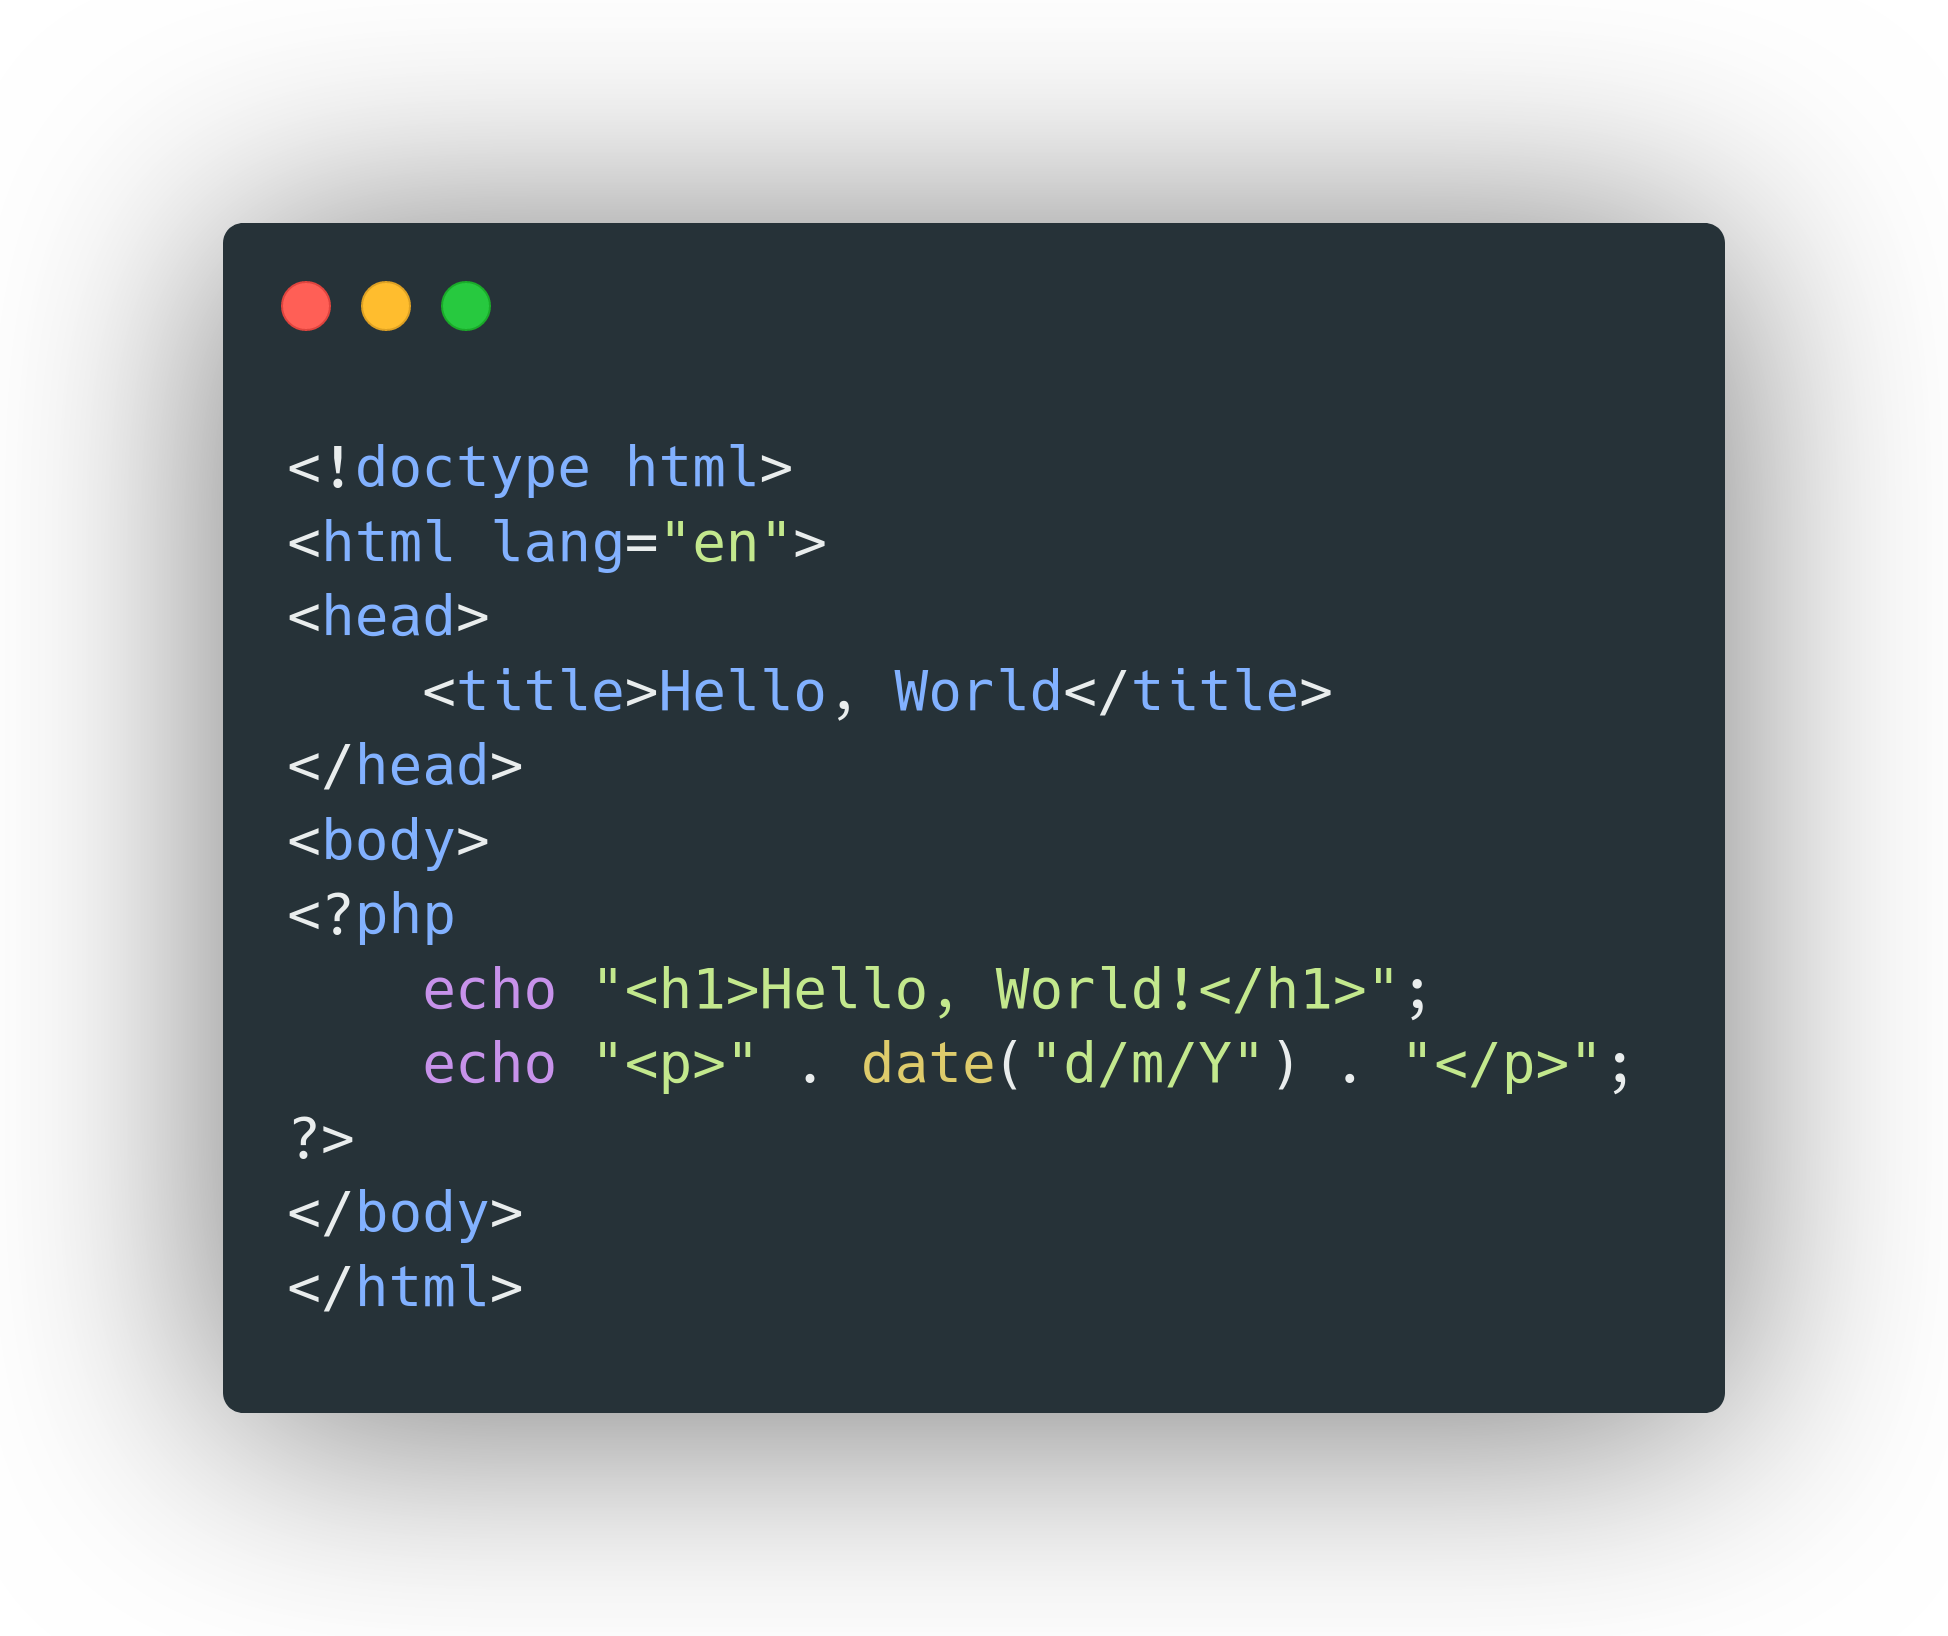 <!doctype html>
<html lang="en">
<head>
    <title>Hello, World</title>
</head>
<body>
<?php
    echo "<h1>Hello, World!</h1>";
    echo "<p>" . date("d/m/Y") . "</p>";
?>
</body>
</html>